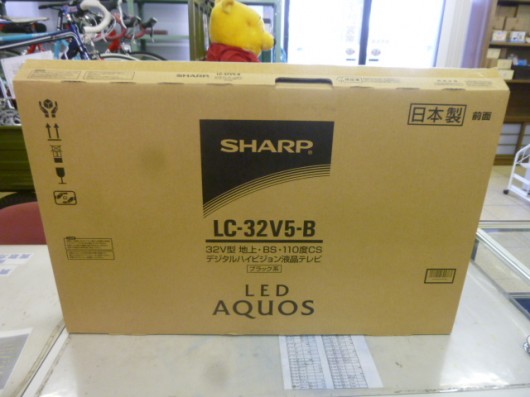 SHARP
日本製 前面
SHARP
LC-32V5-B
32V型 地上・BS・110度CS
デジタルハイビジョン液晶テレビ
ブラック系
LED
AQUOS